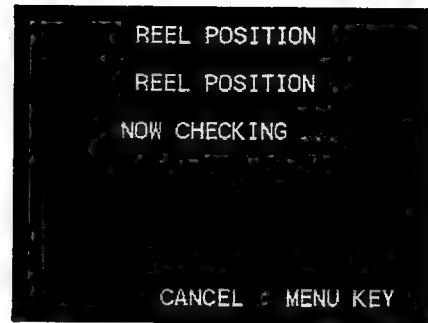 REEL POSITION
REEL POSITION
NOW CHECKING ...
CANCEL : MENU KEY